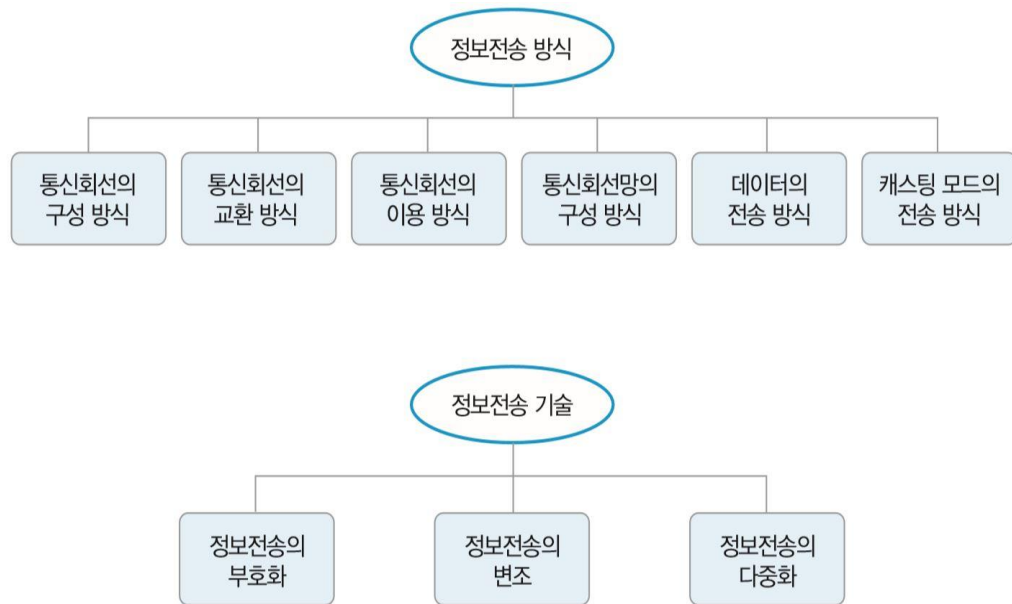 정보전송 방식
통신회선의
구성 방식
통신회선의
교환 방식
통신회선의
이용 방식
통신회선망의
구성 방식
데이터의
전송 방식
캐스팅 모드의
전송 방식
정보전송 기술
정보전송의
부호화
정보전송의
변조
정보전송의
다중화